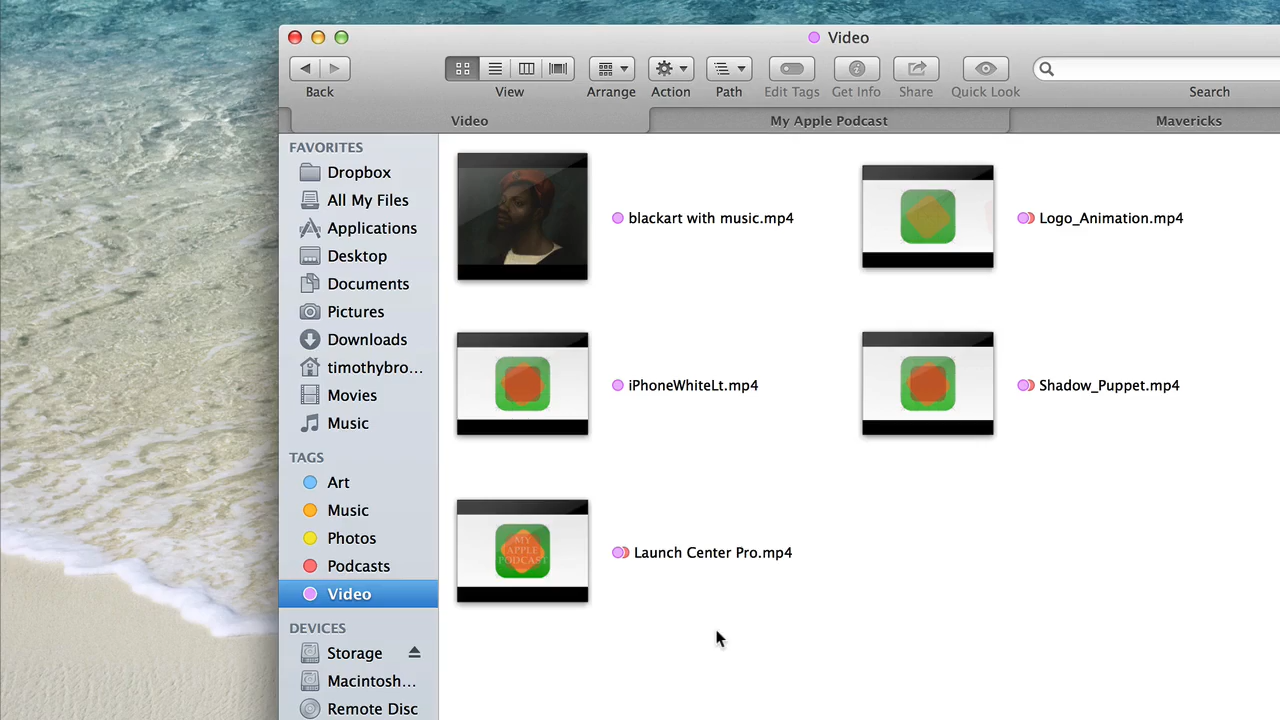 Video
Back
View
Arrange
Action
Path
Edit Tags
Get Info
Share
Quick Look
Search
Video
My Apple Podcast
Mavericks
FAVORITES
Dropbox
All My Files
Applications
Desktop
Documents
Pictures
Downloads
timothybro...
Movies
Music
TAGS
Art
Music
Photos
Podcasts
Video
DEVICES
Storage
Macintosh...
Remote Disc
blackart with music.mp4
Logo_Animation.mp4
iPhoneWhiteLt.mp4
Shadow_Puppet.mp4
MY
APPLE
PODCAST
Launch Center Pro.mp4